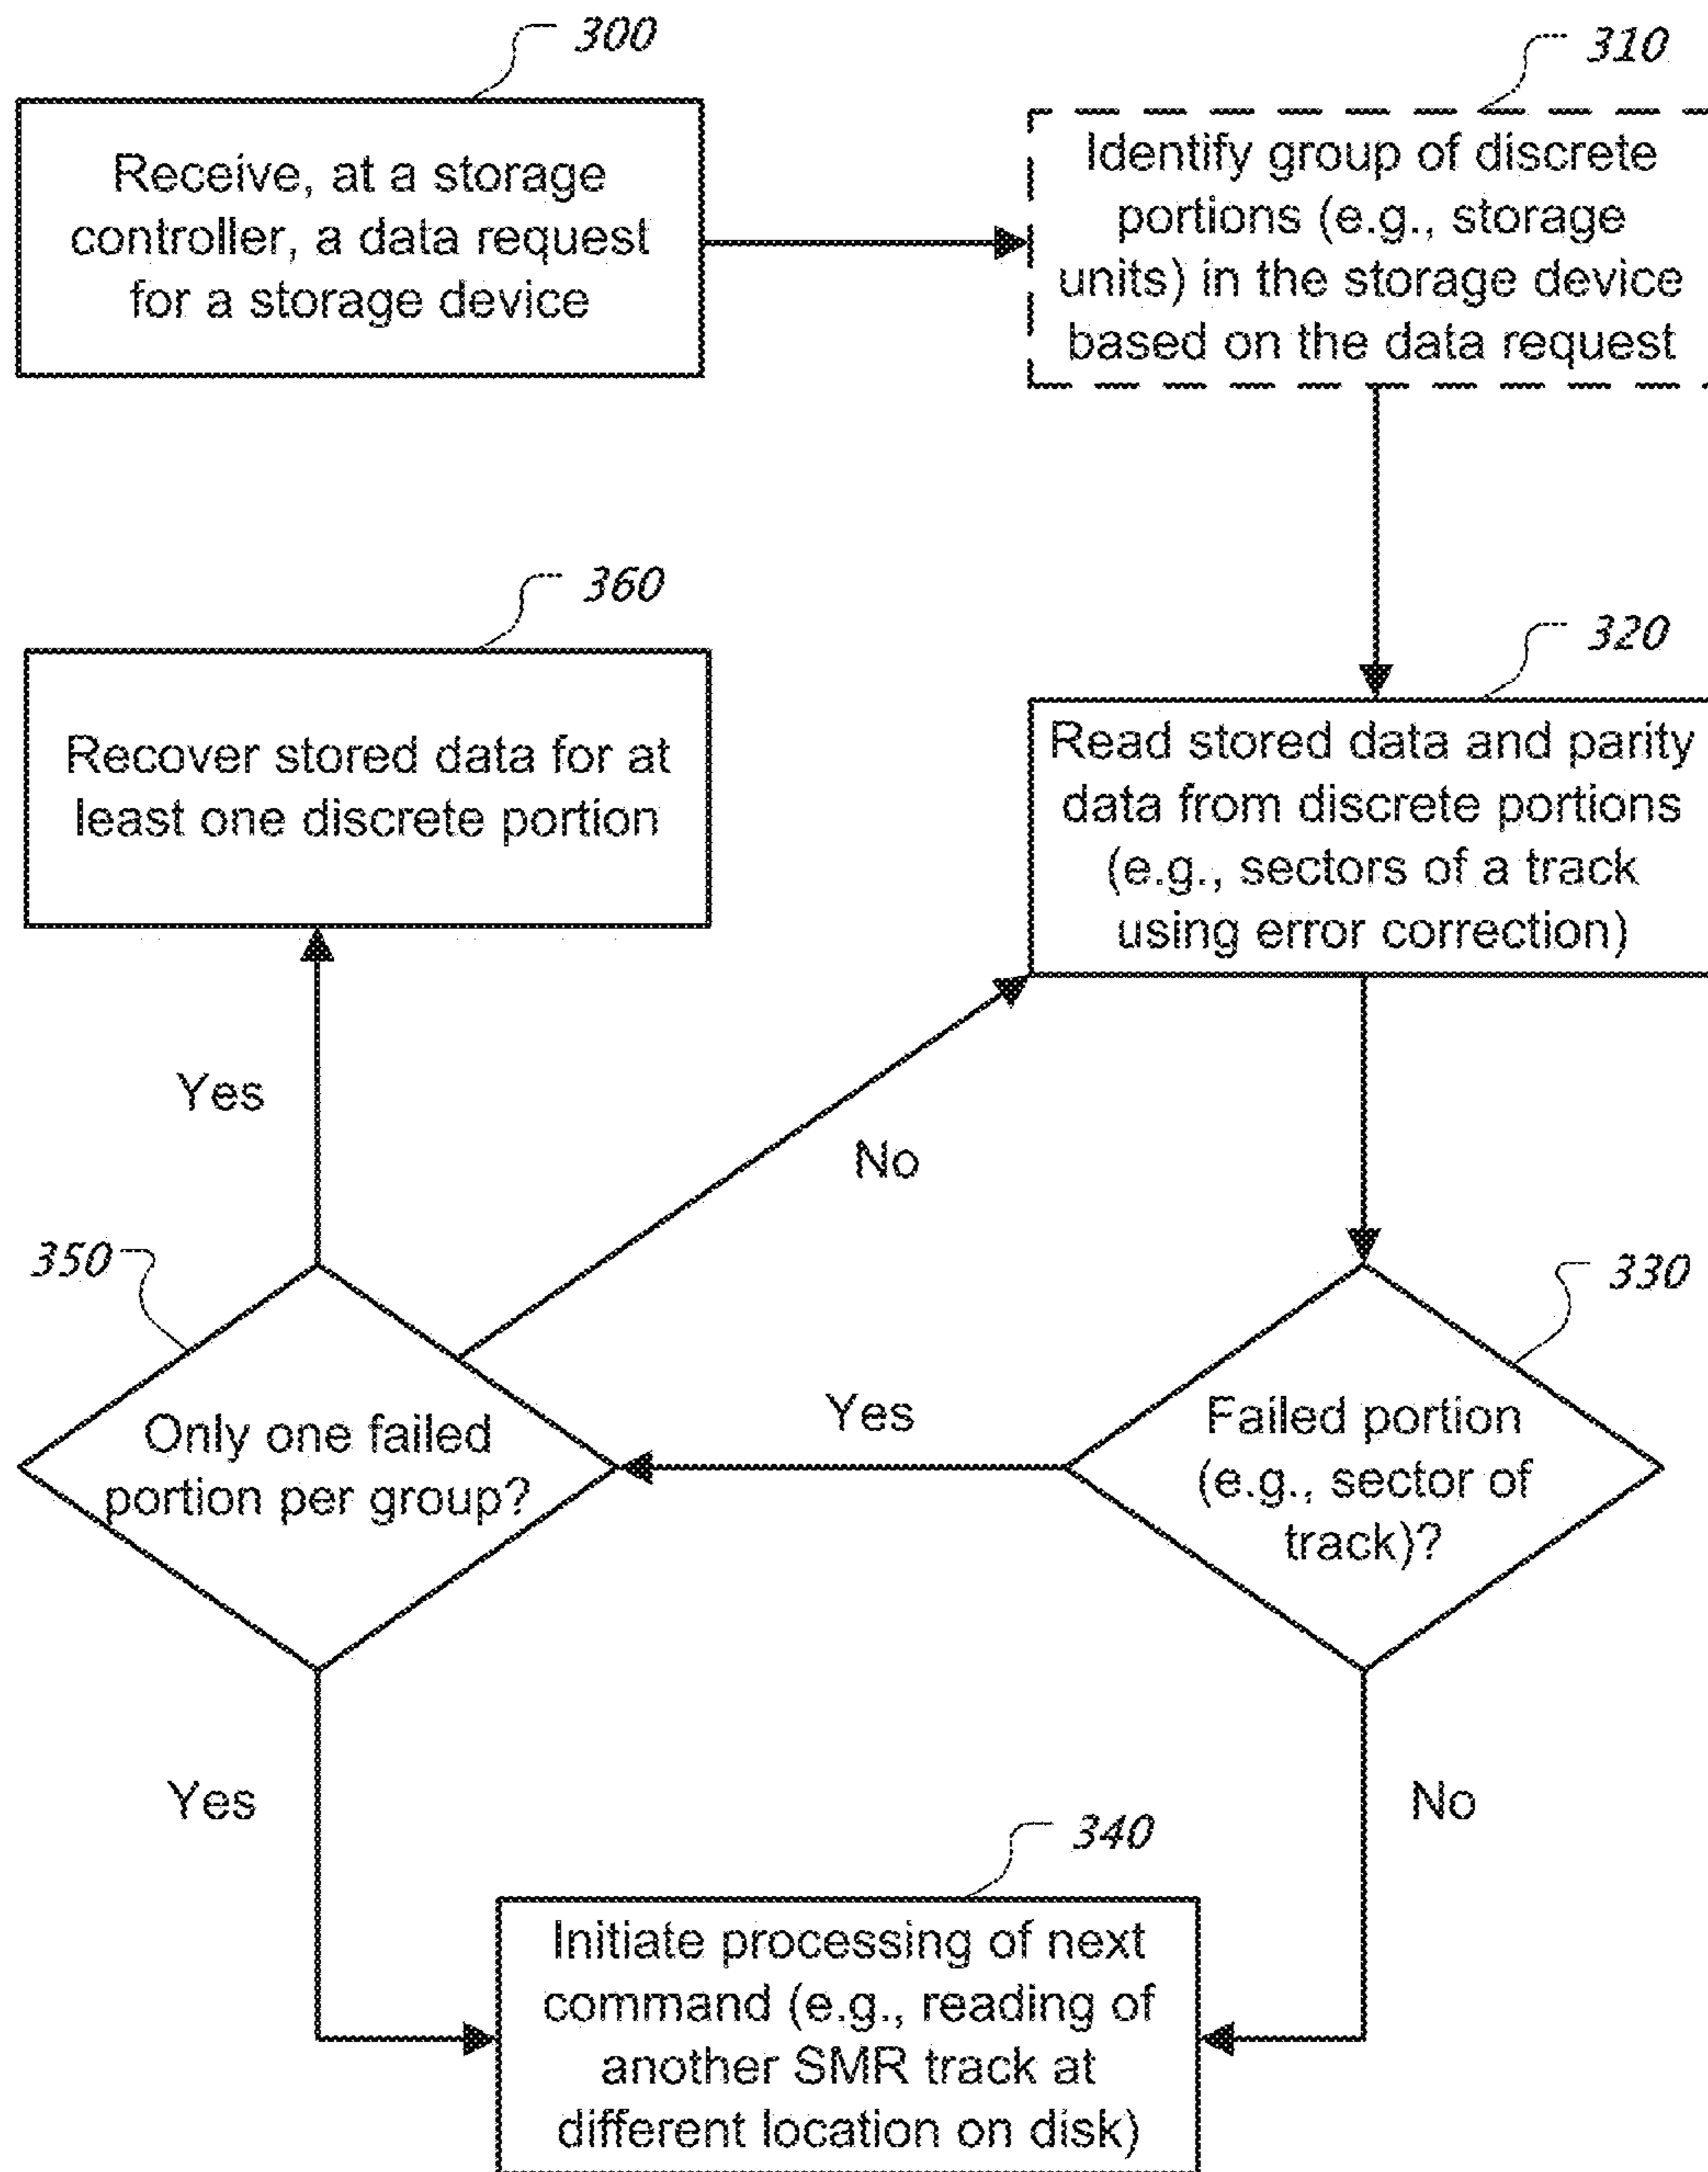 300
Receive, at a storage
controller, a data request
for a storage device
310
Identify group of discrete
portions (e.g., storage
units) in the storage device
based on the data request
360
Recover stored data for at
least one discrete portion
320
Read stored data and parity
data from discrete portions
(e.g., sectors of a track
using error correction)
Yes
No
350
Only one failed
portion per group?
Yes
330
Failed portion
(e.g., sector of
track)?
Yes
No
340
Initiate processing of next
command (e.g., reading of
another SMR track at
different location on disk)